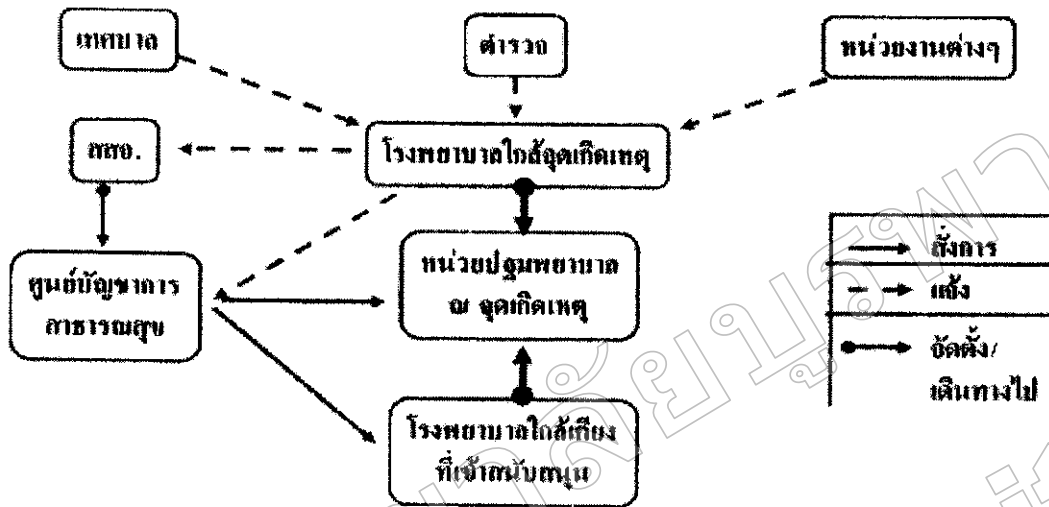 เทศบาล
ตำรวจ
หน่วยงานต่างๆ
สสจ.
โรงพยาบาลใกล้จุดเกิดเหตุ
ศูนย์บัญชาการ
สาธารณสุข
หน่วยปฐมพยาบาล
ณ จุดเกิดเหตุ
โรงพยาบาลใกล้เคียง
ที่เข้าสนับสนุน
สั่งการ
แจ้ง
จัดตั้ง/
เดินทางไป